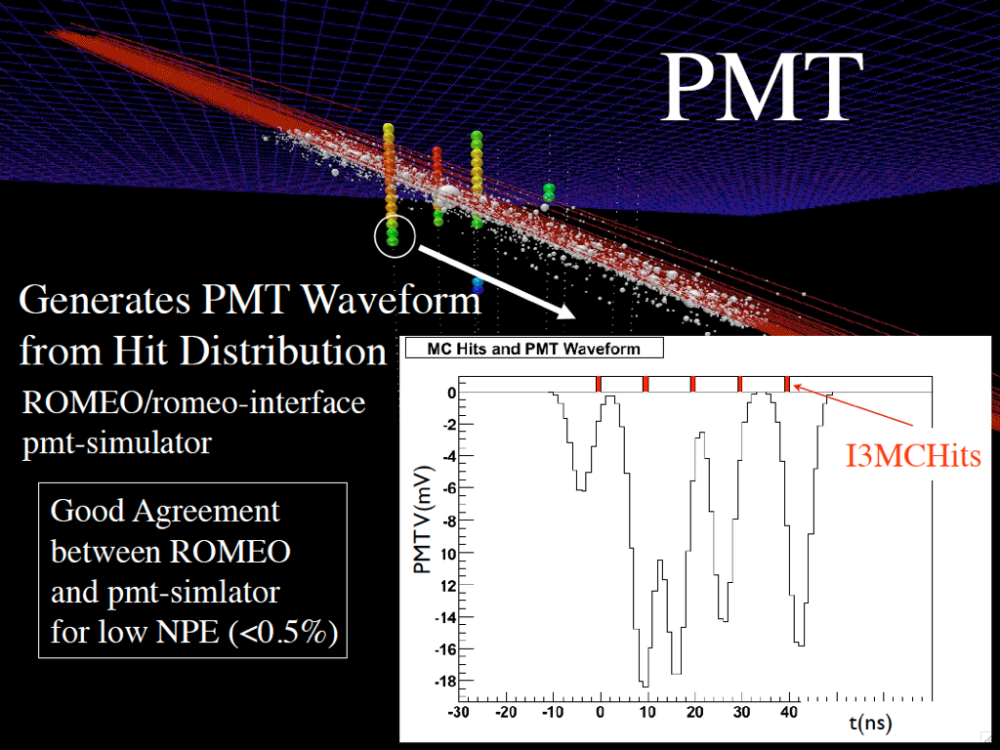 PMT
Generates PMT Waveform
from Hit Distribution
ROMEO/romeo-interface
pmt-simulator
Good Agreement
between ROMEO
and pmt-simlator
for low NPE (<0.5%)
MC Hits and PMT Waveform
I3MCHits
PMT V(mV)
0
-2
-4
-6
-8
10
12
-14
-16
-18
-30 -20 -10 0 10 20 30 40
t(ns)